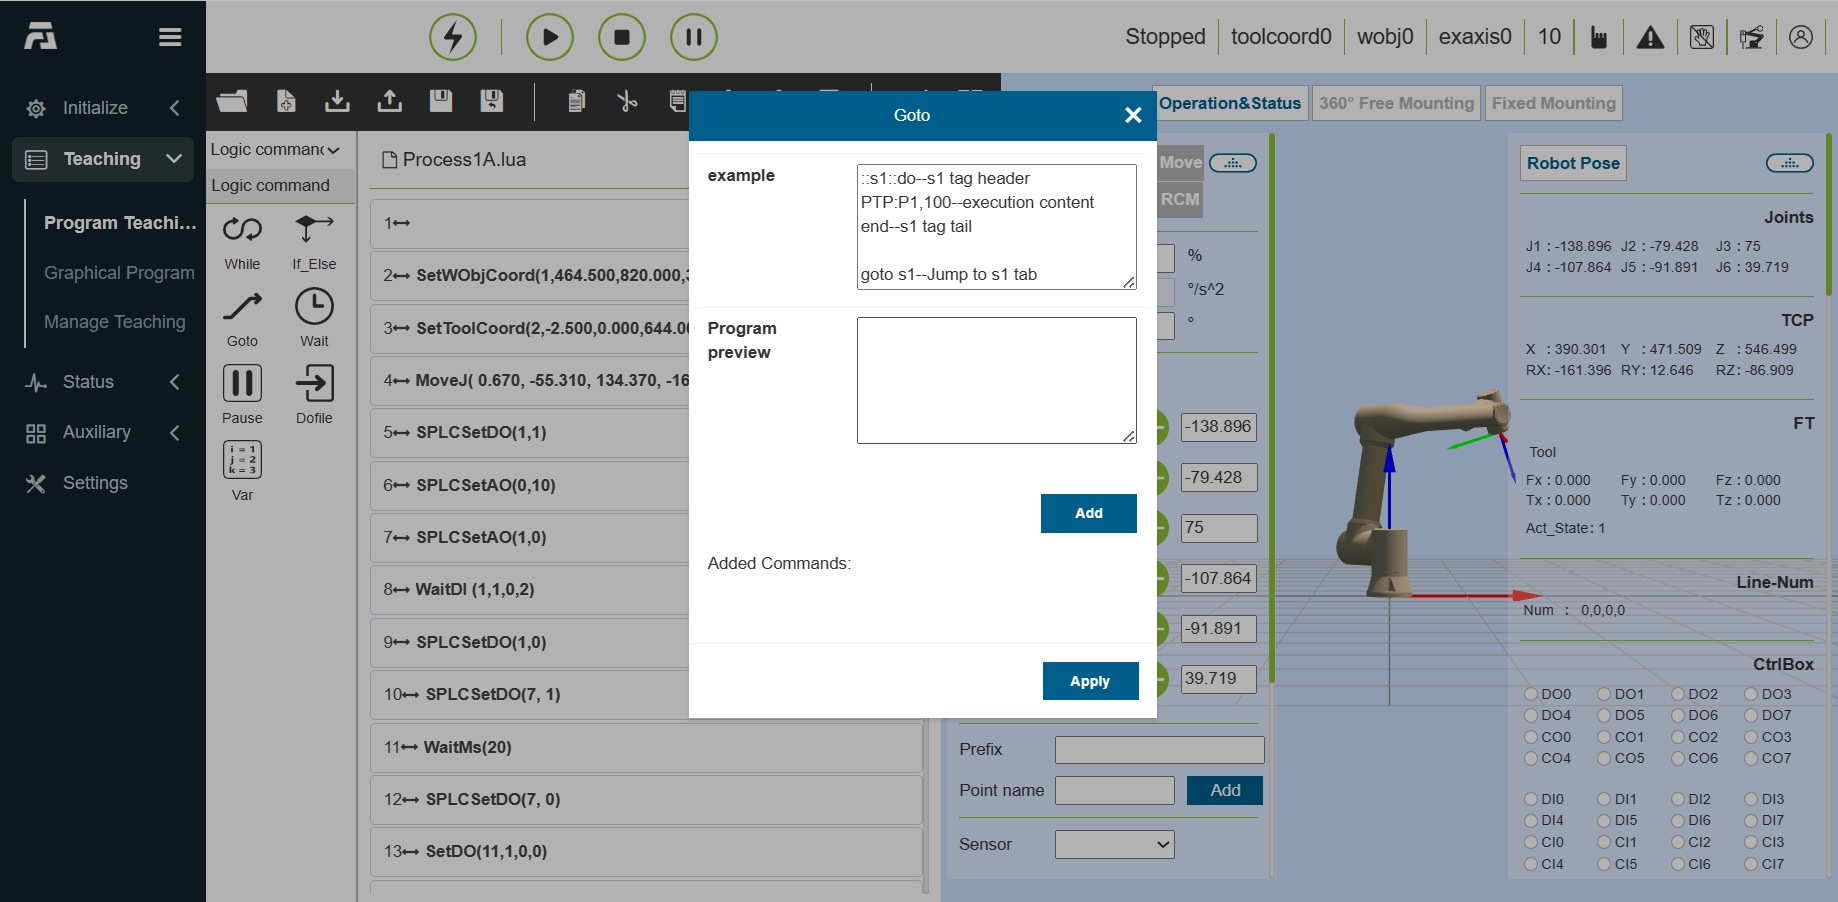 Stopped
toolcoord0
wobj0
exaxis0
10
Initialize
Teaching
Program Teachi...
Graphical Program
Manage Teaching
Status
Auxiliary
Settings
Logic comman
Logic command
While
If_Else
Goto
Wait
Pause
Dofile
i = 1
j = 2
k = 3
Var
Process1A.lua
1
2 SetWObjCoord(1,464.500,820.000,
3 SetToolCoord(2,-2.500,0.000,644.0
4 MoveJ( 0.670, -55.310, 134.370, -16
5 SPLCSetDO(1,1)
6 SPLCSetAO(0,10)
7 SPLCSetAO(1,0)
8 WaitDI (1,1,0,2)
9 SPLCSetDO(1,0)
10 SPLCSetDO(7, 1)
11 WaitMs(20)
12 SPLCSetDO(7, 0)
13 SetDO(11,1,0,0)
Goto
example
::s1::do--s1 tag header
PTP:P1,100--execution content
end--s1 tag tail
goto s1--Jump to s1 tab
Program
preview
Add
Added Commands:
Apply
Operation&Status
360° Free Mounting
Fixed Mounting
Move
RCM
%
°/s^2
°
-138.896
-79.428
75
-107.864
-91.891
39.719
Prefix
Point name
Add
Sensor
Robot Pose
Joints
J1 : -138.896 J2 : -79.428 J3 : 75
J4 : -107.864 J5 : -91.891 J6 : 39.719
TCP
X : 390.301 Y : 471.509 Z : 546.499
RX: -161.396 RY: 12.646 RZ: -86.909
FT
Tool
Fx : 0.000 Fy : 0.000 Fz : 0.000
Tx : 0.000 Ty : 0.000 Tz : 0.000
Act_State: 1
Line-Num
Num : 0,0,0,0
CtrlBox
DO0 DO1 DO2 DO3
DO4 DO5 DO6 DO7
CO0 CO1 CO2 CO3
CO4 CO5 CO6 CO7
DI0 DI1 DI2 DI3
DI4 DI5 DI6 DI7
CI0 CI1 CI2 CI3
CI4 CI5 CI6 CI7